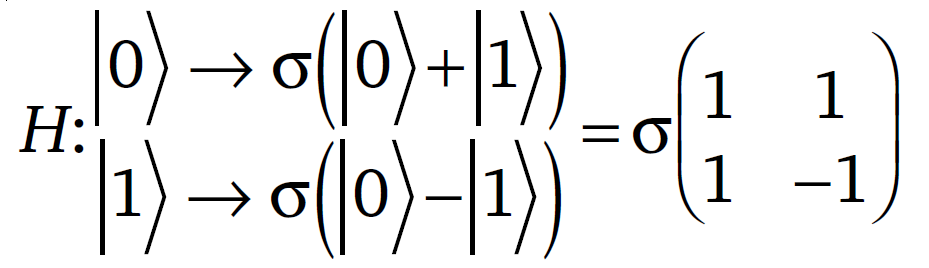 H: |0⟩ → σ(|0⟩+|1⟩)
|1⟩ → σ(|0⟩−|1⟩)
= σ(1 1
1 −1)